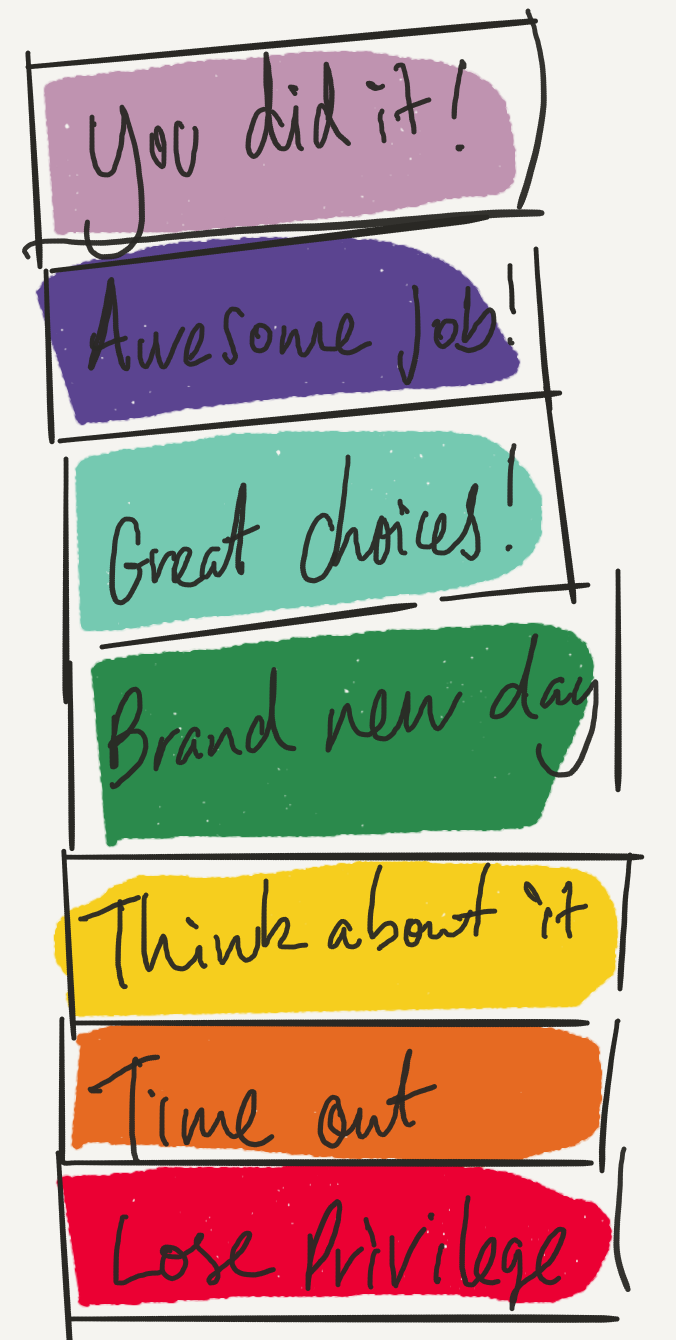 You did it!
Awesome Job!
Great choices!
Brand new day
Think about it
Time out
Lose Privilege